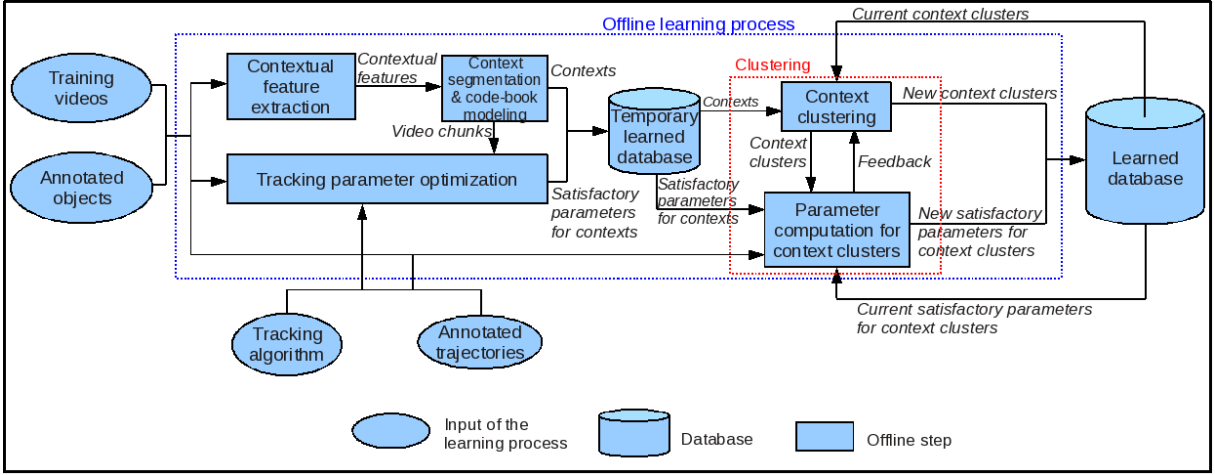 Current context clusters
Offline learning process
Training
videos
Contextual
feature
extraction
Contextual
features
Context
segmentation
& code-book
modeling
Contexts
Clustering
Video chunks
Temporary
learned
database
Contexts
Context
clustering
New context clusters
Context
clusters
Feedback
Learned
database
Annotated
objects
Tracking parameter optimization
Satisfactory
parameters
for contexts
Satisfactory
parameters
for contexts
Parameter
computation for
context clusters
New satisfactory
parameters for
context clusters
Current satisfactory parameters
for context clusters
Tracking
algorithm
Annotated
trajectories
Input of the
learning process
Database
Offline step